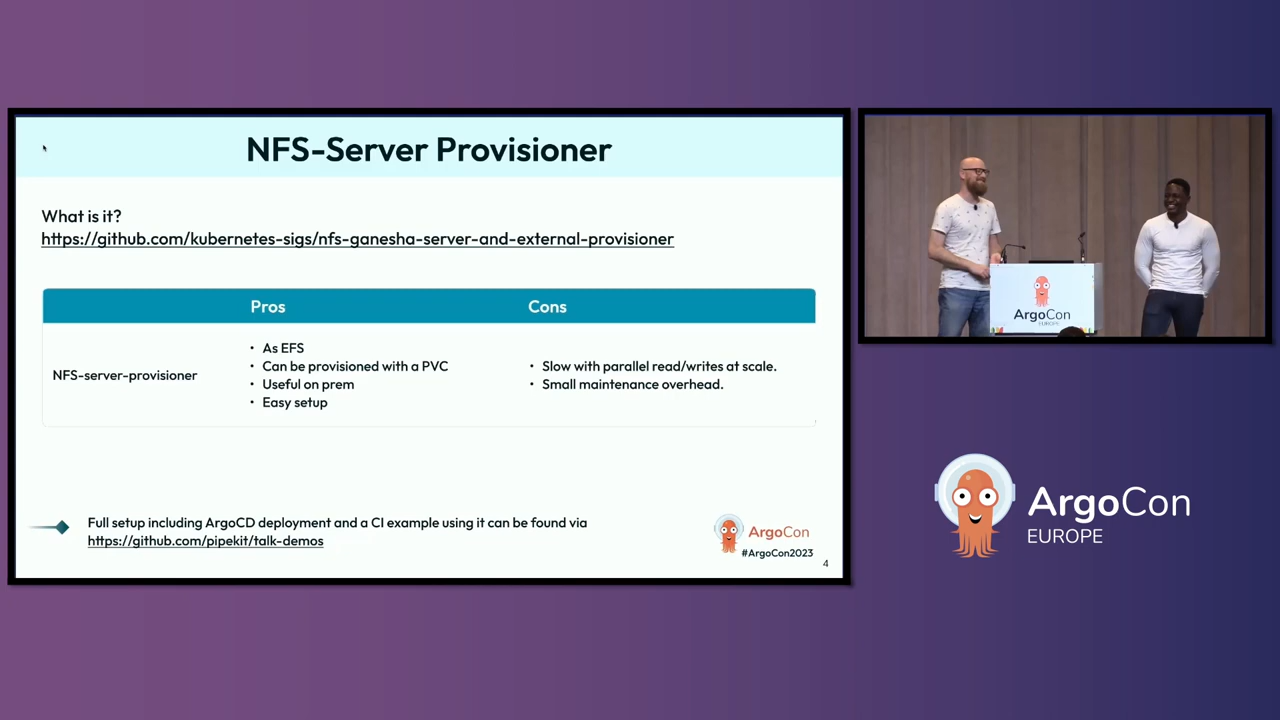 NFS-Server Provisioner
What is it?
https://github.com/kubernetes-sigs/nfs-ganesha-server-and-external-provisioner
Pros Cons
NFS-server-provisioner
• As EFS
• Can be provisioned with a PVC
• Useful on prem
• Easy setup
• Slow with parallel read/writes at scale.
• Small maintenance overhead.
Full setup including ArgoCD deployment and a CI example using it can be found via
https://github.com/pipekit/talk-demos
ArgoCon
#ArgoCon2023
4
ArgoCon
EUROPE
ArgoCon
EUROPE